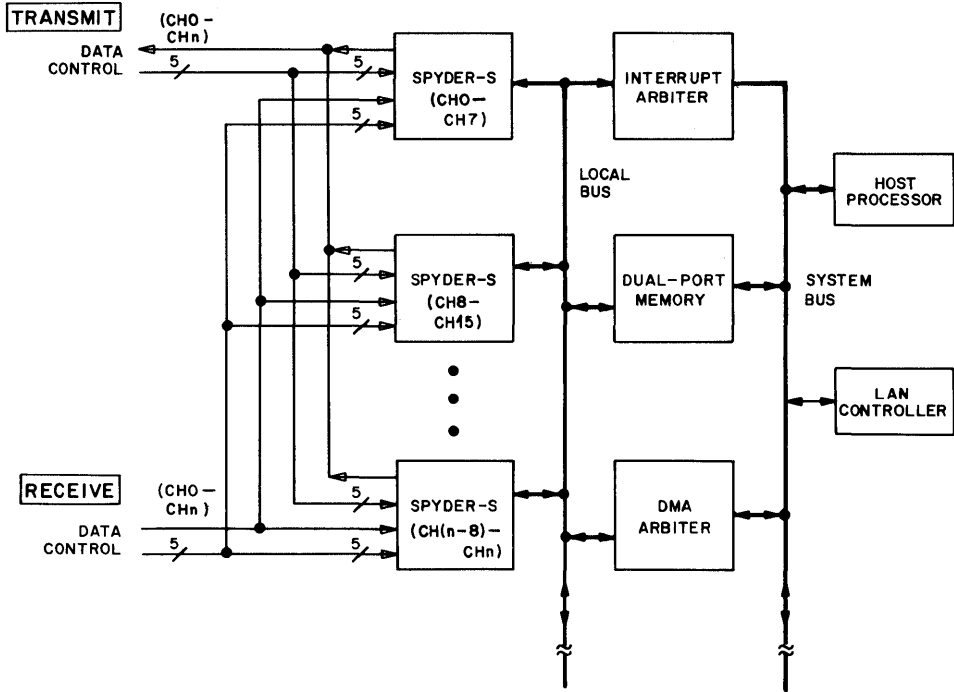 TRANSMIT
(CH0–
CHn)
DATA
CONTROL
5
5
5
SPYDER-S
(CH0–
CH7)
INTERRUPT
ARBITER
LOCAL
BUS
HOST
PROCESSOR
5
5
SPYDER-S
(CH8–
CH15)
DUAL-PORT
MEMORY
SYSTEM
BUS
LAN
CONTROLLER
RECEIVE
(CH0–
CHn)
DATA
CONTROL
5
5
5
SPYDER-S
(CH(n-8)–
CHn)
DMA
ARBITER